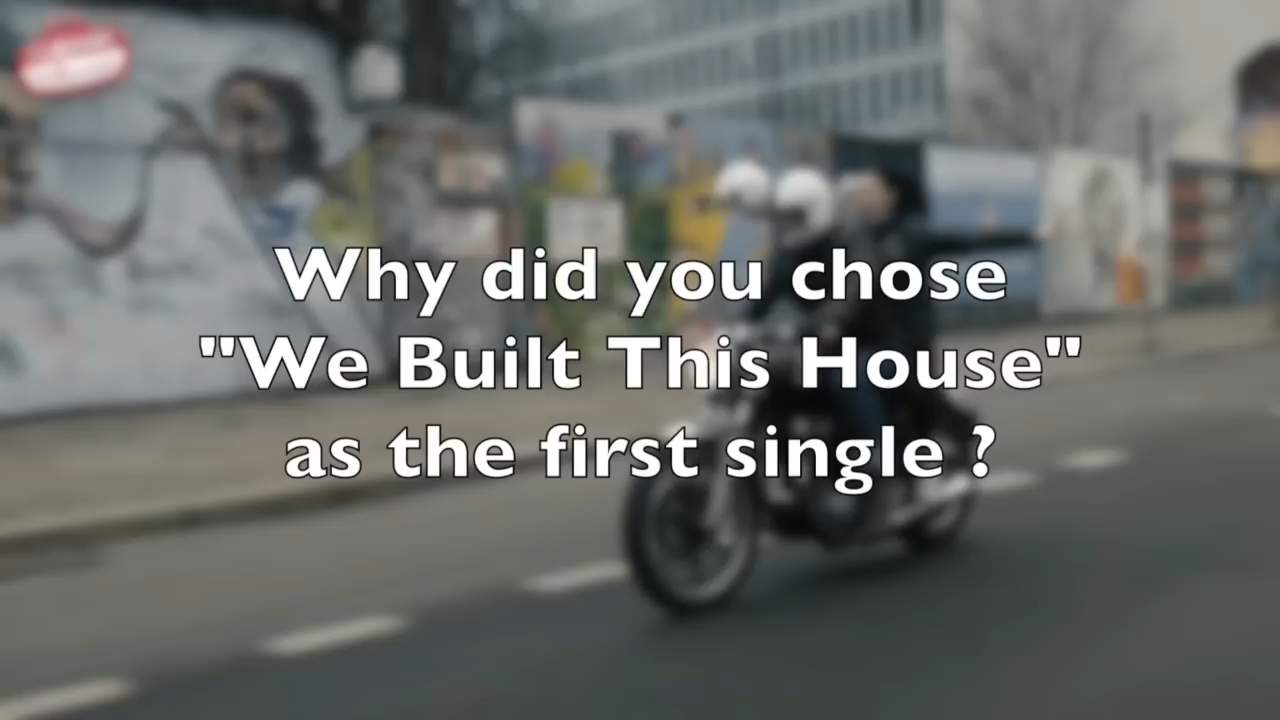 Why did you chose
"We Built This House"
as the first single ?